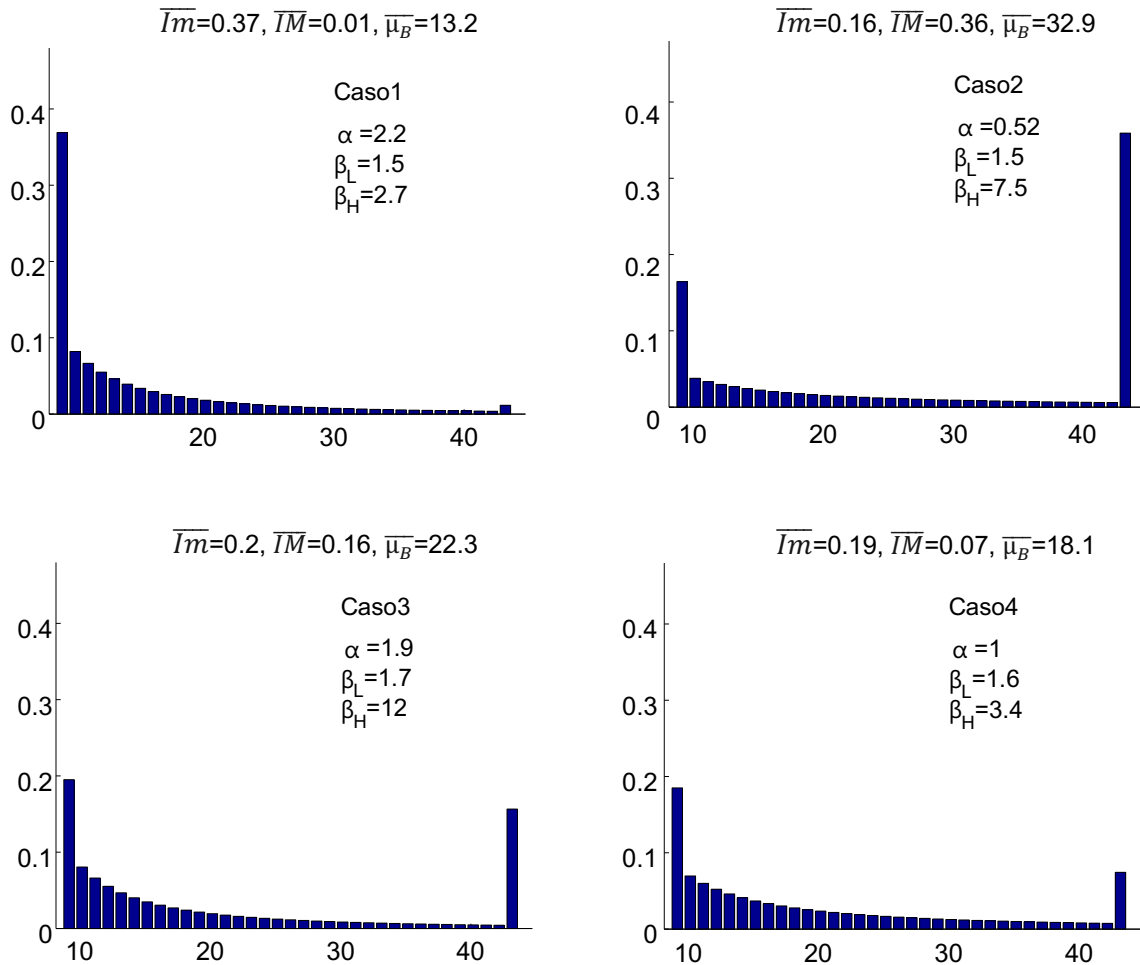 Im=0.37, IM=0.01, μB=13.2
Caso1
α =2.2
βL=1.5
βH=2.7
0.4
0.3
0.2
0.1
0
20
30
40
Im=0.16, IM=0.36, μB=32.9
Caso2
α =0.52
βL=1.5
βH=7.5
0.4
0.3
0.2
0.1
0
10
20
30
40
Im=0.2, IM=0.16, μB=22.3
Caso3
α =1.9
βL=1.7
βH=12
0.4
0.3
0.2
0.1
0
10
20
30
40
Im=0.19, IM=0.07, μB=18.1
Caso4
α =1
βL=1.6
βH=3.4
0.4
0.3
0.2
0.1
0
10
20
30
40